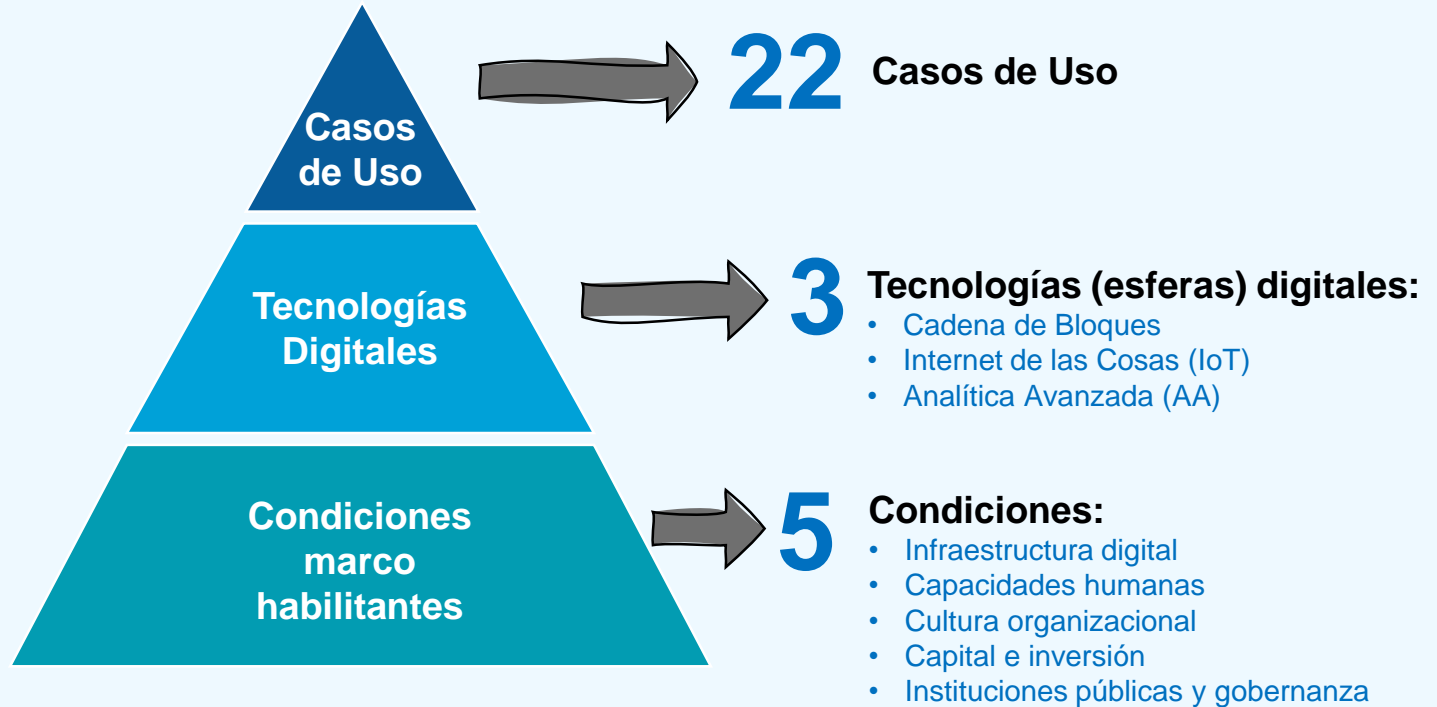 Casos
de Uso
22
Casos de Uso
Tecnologías
Digitales
3
Tecnologías (esferas) digitales:
• Cadena de Bloques
• Internet de las Cosas (IoT)
• Analítica Avanzada (AA)
Condiciones
marco
habilitantes
5
Condiciones:
• Infraestructura digital
• Capacidades humanas
• Cultura organizacional
• Capital e inversión
• Instituciones públicas y gobernanza